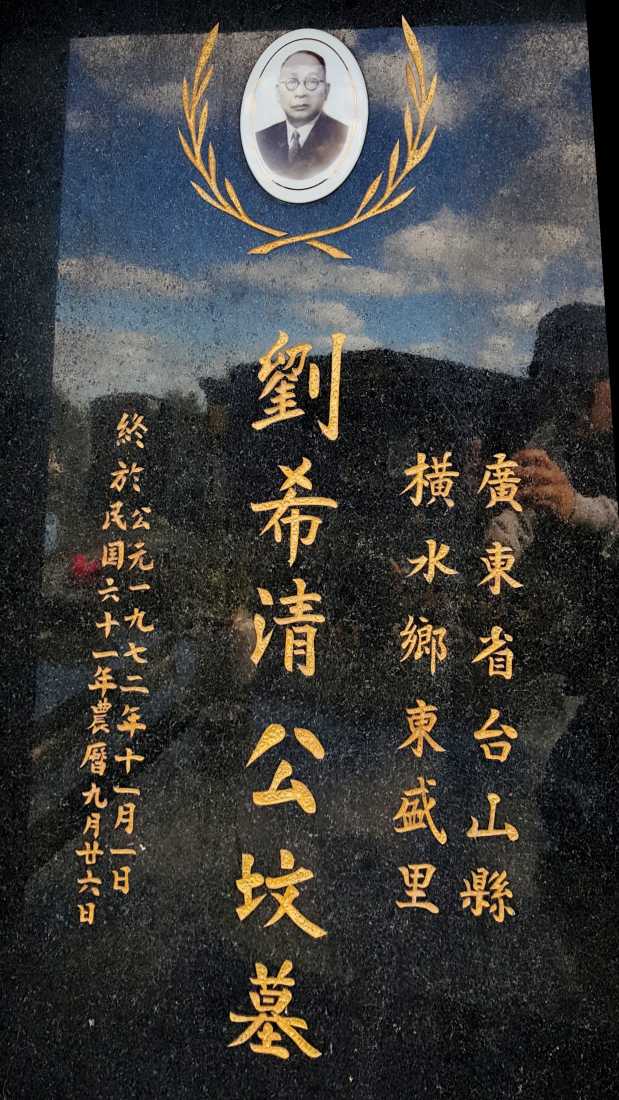 廣東省台山縣
橫水鄉東盛里
劉希清公坟墓
終於公元一九七二年十一月一日
民国六十一年農曆九月廿六日